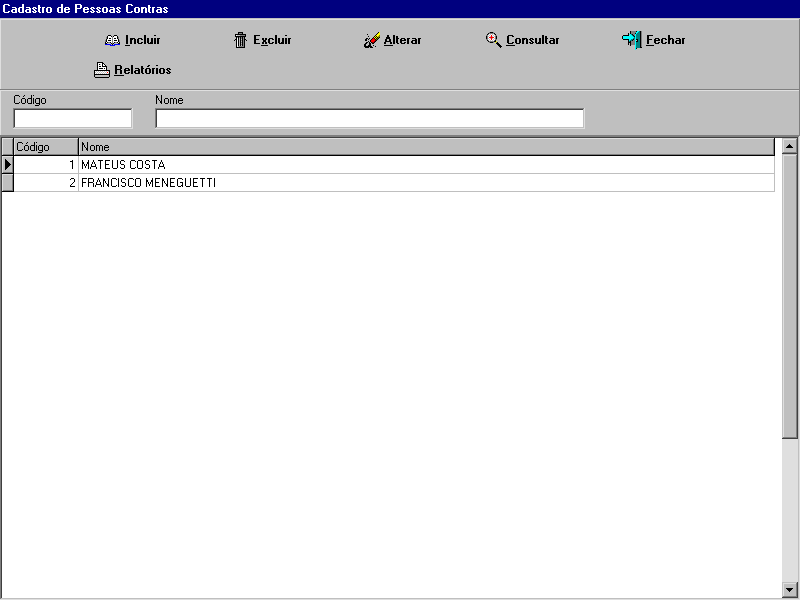 Cadastro de Pessoas Contras
Incluir Excluir Alterar Consultar Fechar
Relatórios
Código Nome
Código Nome
1 MATEUS COSTA
2 FRANCISCO MENEGUETTI